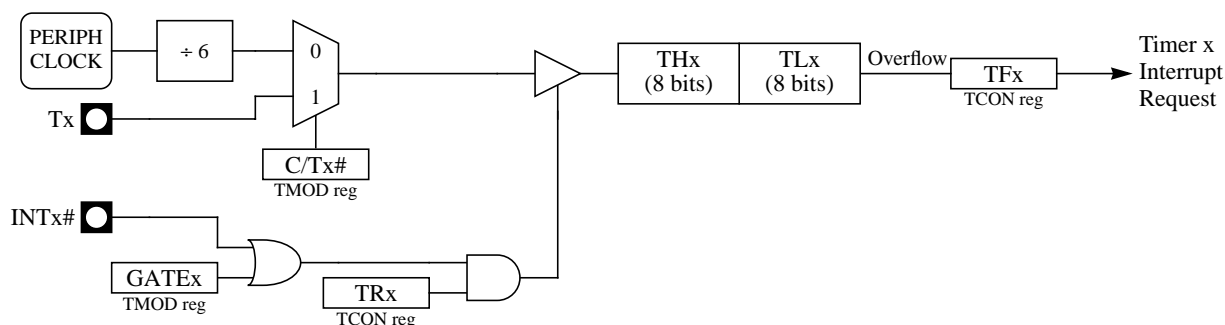 PERIPH
CLOCK
÷ 6
0
1
Tx
C/Tx#
TMOD reg
THx
(8 bits)
TLx
(8 bits)
Overflow
TFx
TCON reg
Timer x
Interrupt
Request
INTx#
GATEx
TMOD reg
TRx
TCON reg